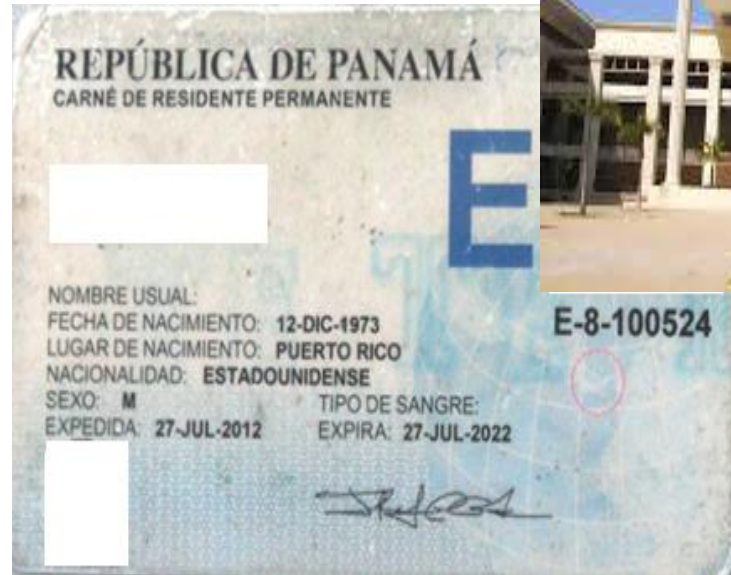 REPÚBLICA DE PANAMÁ
CARNÉ DE RESIDENTE PERMANENTE
E
NOMBRE USUAL:
FECHA DE NACIMIENTO: 12-DIC-1973
E-8-100524
LUGAR DE NACIMIENTO: PUERTO RICO
NACIONALIDAD: ESTADOUNIDENSE
SEXO: M TIPO DE SANGRE:
EXPEDIDA: 27-JUL-2012 EXPIRA: 27-JUL-2022